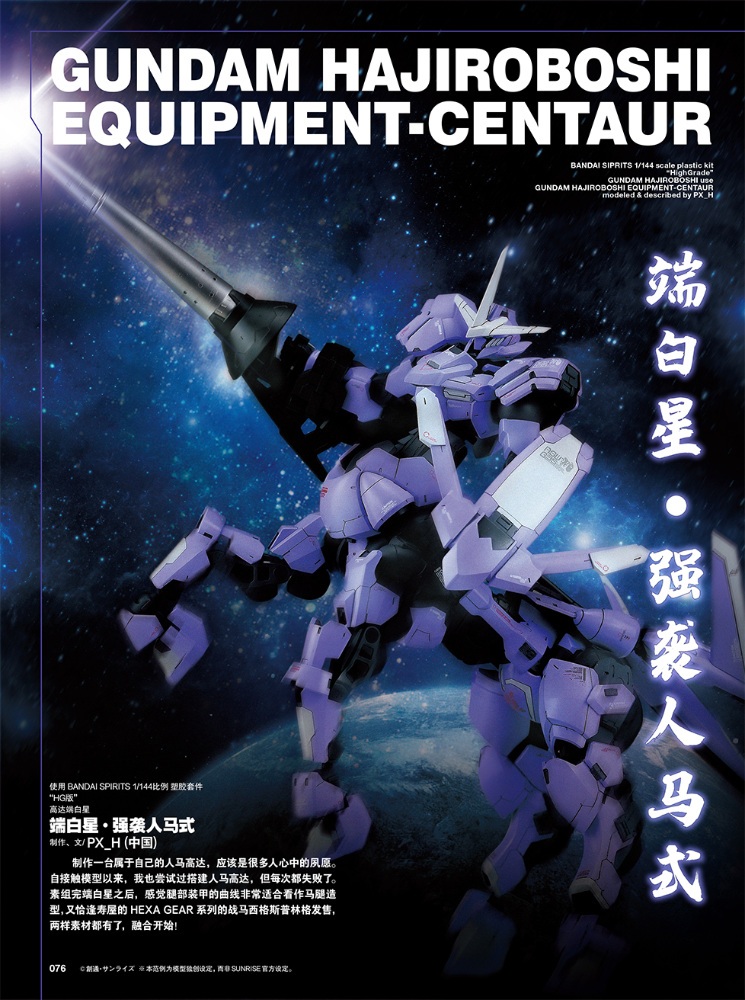 GUNDAM HAJIROBOSHI
EQUIPMENT-CENTAUR
BANDAI SIPRITS 1/144 scale plastic kit
“HighGrade”
GUNDAM HAJIROBOSHI use
GUNDAM HAJIROBOSHI EQUIPMENT-CENTAUR
modeled & described by PX_H
端白星・强袭人马式
使用 BANDAI SPIRITS 1/144比例 塑胶套件
“HG版”
高达端白星
端白星・强袭人马式
制作、文/ PX_H (中国)
制作一台属于自己的人马高达，应该是很多人心中的夙愿。
自接触模型以来，我也尝试过搭建人马高达，但每次都失败了。
素组完端白星之后，感觉腿部装甲的曲线非常适合看作马腿造
型，又恰逢寿屋的 HEXA GEAR 系列的战马西格斯普林格发售，
两样素材都有了，融合开始！
076 ©創通・サンライズ ※本范例为模型独创设定，而非SUNRISE官方设定。